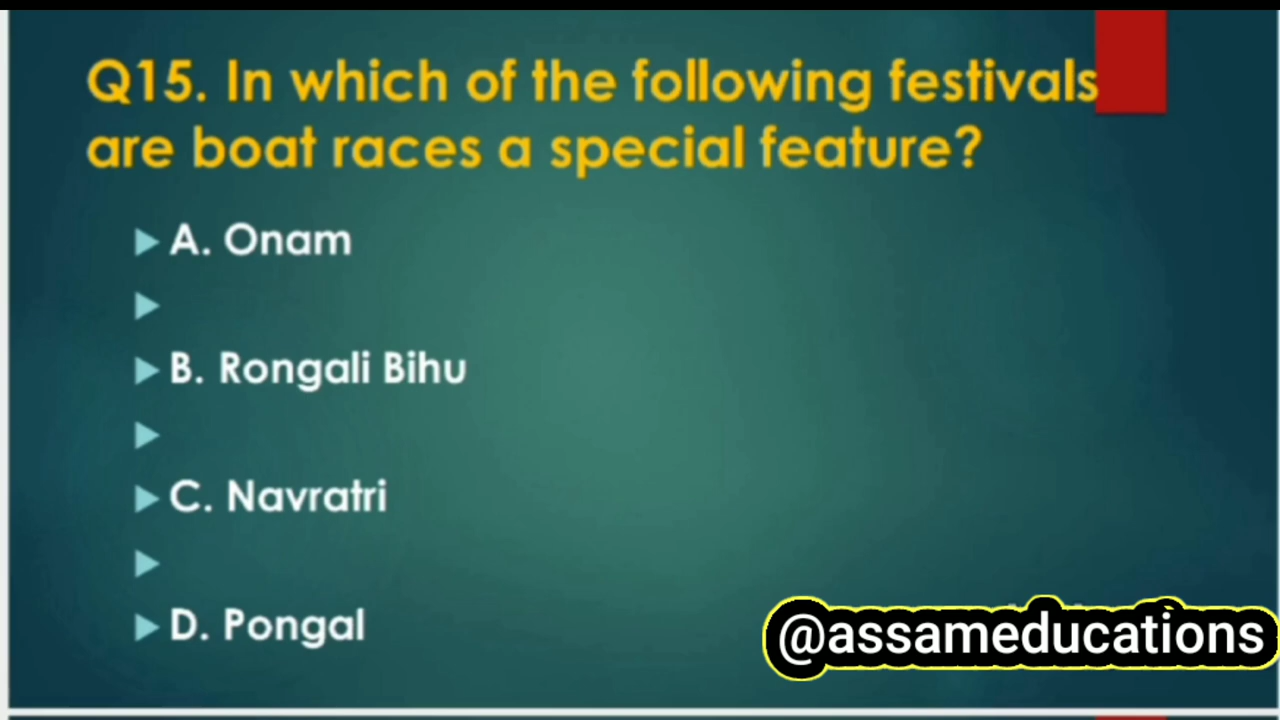 Q15. In which of the following festivals
are boat races a special feature?
A. Onam
B. Rongali Bihu
C. Navratri
D. Pongal
@assameducations